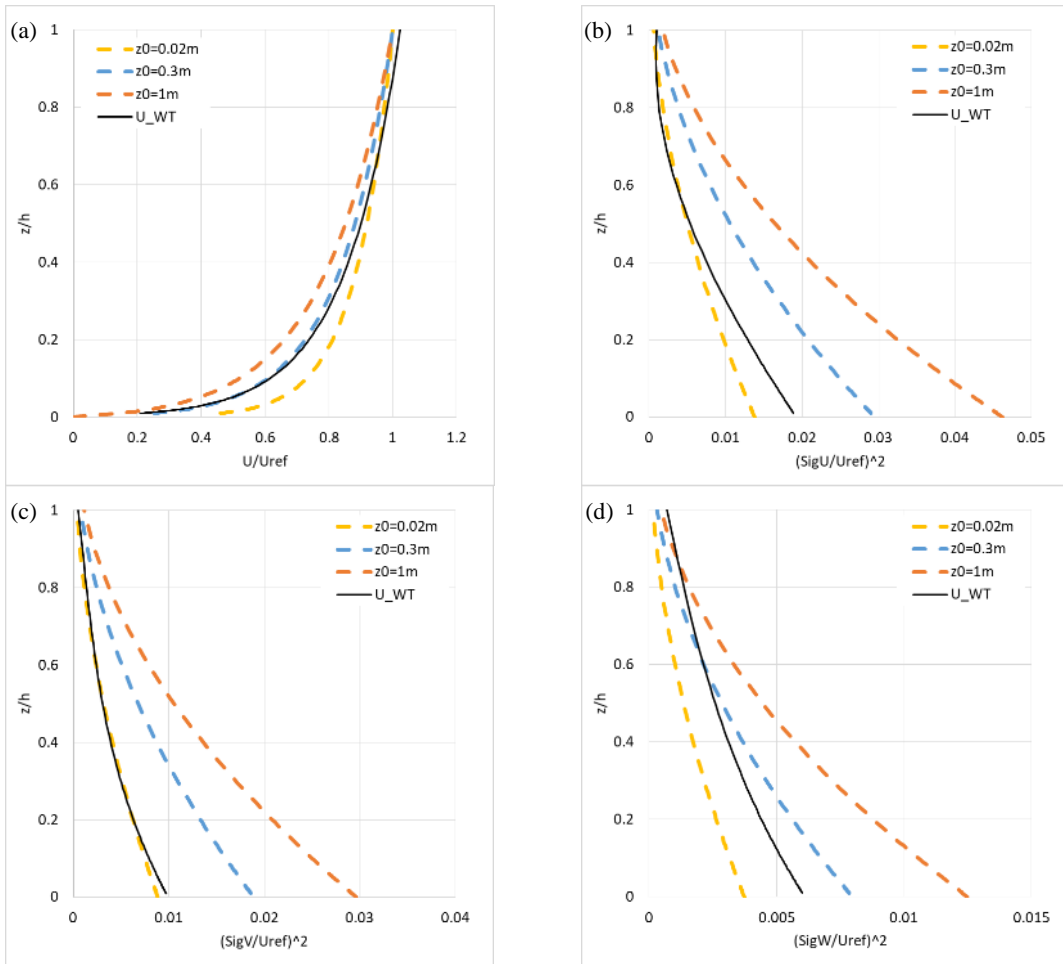 (a)
1
0.8
0.6
0.4
0.2
0
z/h
z0=0.02m
z0=0.3m
z0=1m
U_WT
0 0.2 0.4 0.6 0.8 1 1.2
U/Uref
(b)
1
0.8
0.6
0.4
0.2
0
z/h
z0=0.02m
z0=0.3m
z0=1m
U_WT
0 0.01 0.02 0.03 0.04 0.05
(SigU/Uref)^2
(c)
1
0.8
0.6
0.4
0.2
0
z/h
z0=0.02m
z0=0.3m
z0=1m
U_WT
0 0.01 0.02 0.03 0.04
(SigV/Uref)^2
(d)
1
0.8
0.6
0.4
0.2
0
z/h
z0=0.02m
z0=0.3m
z0=1m
U_WT
0 0.005 0.01 0.015
(SigW/Uref)^2